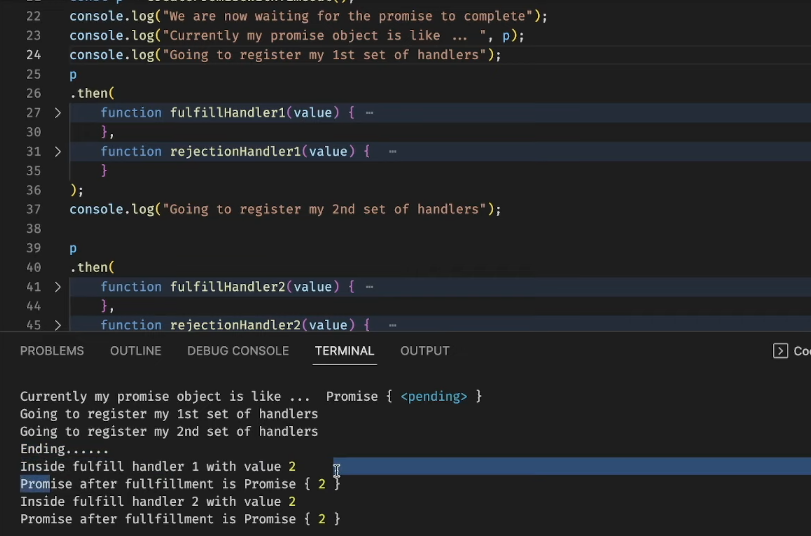 22 console.log("We are now waiting for the promise to complete");
23 console.log("Currently my promise object is like ... ", p);
24 console.log("Going to register my 1st set of handlers");
25 p
26 .then(
27 > function fulfillHandler1(value) { ⋯
30 },
31 > function rejectionHandler1(value) { ⋯
35 }
36 );
37 console.log("Going to register my 2nd set of handlers");
38
39 p
40 .then(
41 > function fulfillHandler2(value) { ⋯
44 },
45 > function rejectionHandler2(value) { ⋯
PROBLEMS OUTLINE DEBUG CONSOLE TERMINAL OUTPUT
Currently my promise object is like ...  Promise { <pending> }
Going to register my 1st set of handlers
Going to register my 2nd set of handlers
Ending......
Inside fulfill handler 1 with value 2
Promise after fullfillment is Promise { 2 }
Inside fulfill handler 2 with value 2
Promise after fullfillment is Promise { 2 }